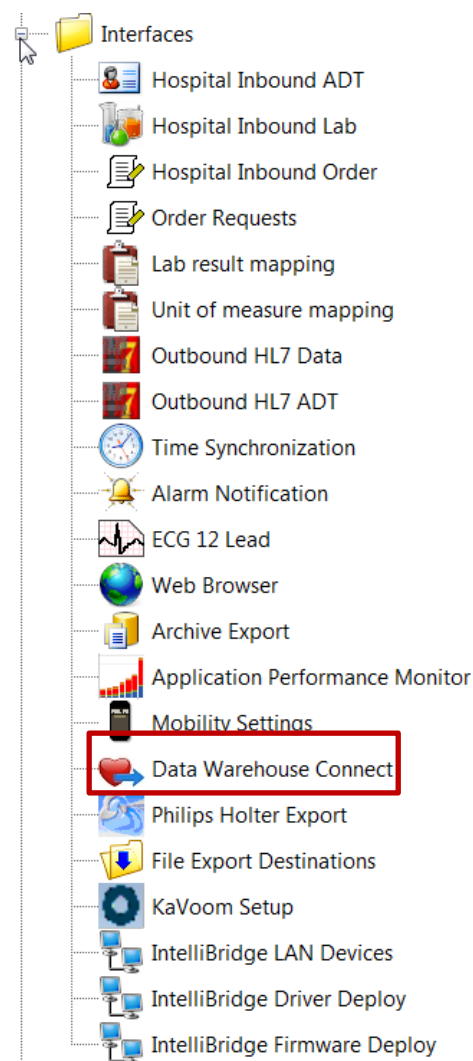 Interfaces
Hospital Inbound ADT
Hospital Inbound Lab
Hospital Inbound Order
Order Requests
Lab result mapping
Unit of measure mapping
Outbound HL7 Data
Outbound HL7 ADT
Time Synchronization
Alarm Notification
ECG 12 Lead
Web Browser
Archive Export
Application Performance Monitor
Mobility Settings
Data Warehouse Connect
Philips Holter Export
File Export Destinations
KaVoom Setup
IntelliBridge LAN Devices
IntelliBridge Driver Deploy
IntelliBridge Firmware Deploy